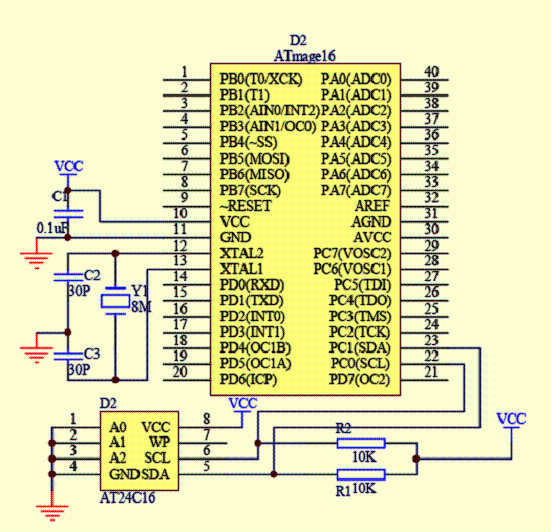 D2
ATmage16
1 PB0(T0/XCK) PA0(ADC0) 40
2 PB1(T1) PA1(ADC1) 39
3 PB2(AIN0/INT2) PA2(ADC2) 38
4 PB3(AIN1/OC0) PA3(ADC3) 37
5 PB4(~SS) PA4(ADC4) 36
6 PB5(MOSI) PA5(ADC5) 35
7 PB6(MISO) PA6(ADC6) 34
8 PB7(SCK) PA7(ADC7) 33
9 ~RESET AREF 32
10 VCC AGND 31
11 GND AVCC 30
12 XTAL2 PC7(VOSC2) 29
13 XTAL1 PC6(VOSC1) 28
14 PD0(RXD) PC5(TDI) 27
15 PD1(TXD) PC4(TDO) 26
16 PD2(INT0) PC3(TMS) 25
17 PD3(INT1) PC2(TCK) 24
18 PD4(OC1B) PC1(SDA) 23
19 PD5(OC1A) PC0(SCL) 22
20 PD6(ICP) PD7(OC2) 21
VCC
C1
0.1uF
C2
30P
Y1
8M
C3
30P
D2
VCC
1 A0 VCC 8
2 A1 WP 7
3 A2 SCL 6
4 GND SDA 5
AT24C16
R2
10K
R1 10K
VCC